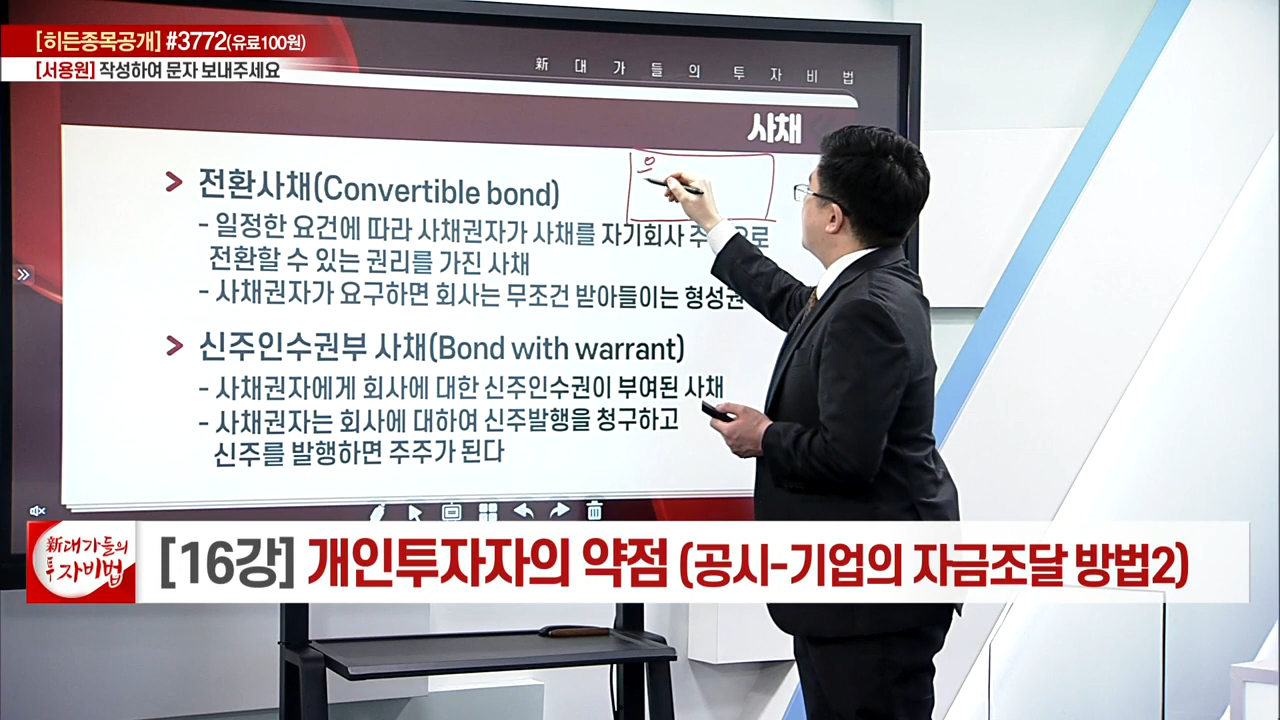 [히든종목공개] #3772(유료100원)
[서용원] 작성하여 문자 보내주세요
新 대 가 들 의 투 자 비 법
사채
전환사채(Convertible bond)
- 일정한 요건에 따라 사채권자가 사채를 자기회사 주 으로
전환할 수 있는 권리를 가진 사채
- 사채권자가 요구하면 회사는 무조건 받아들이는 형성권
신주인수권부 사채(Bond with warrant)
- 사채권자에게 회사에 대한 신주인수권이 부여된 사채
- 사채권자는 회사에 대하여 신주발행을 청구하고
신주를 발행하면 주주가 된다
新대가들의
투자비법
[16강] 개인투자자의 약점 (공시-기업의 자금조달 방법2)